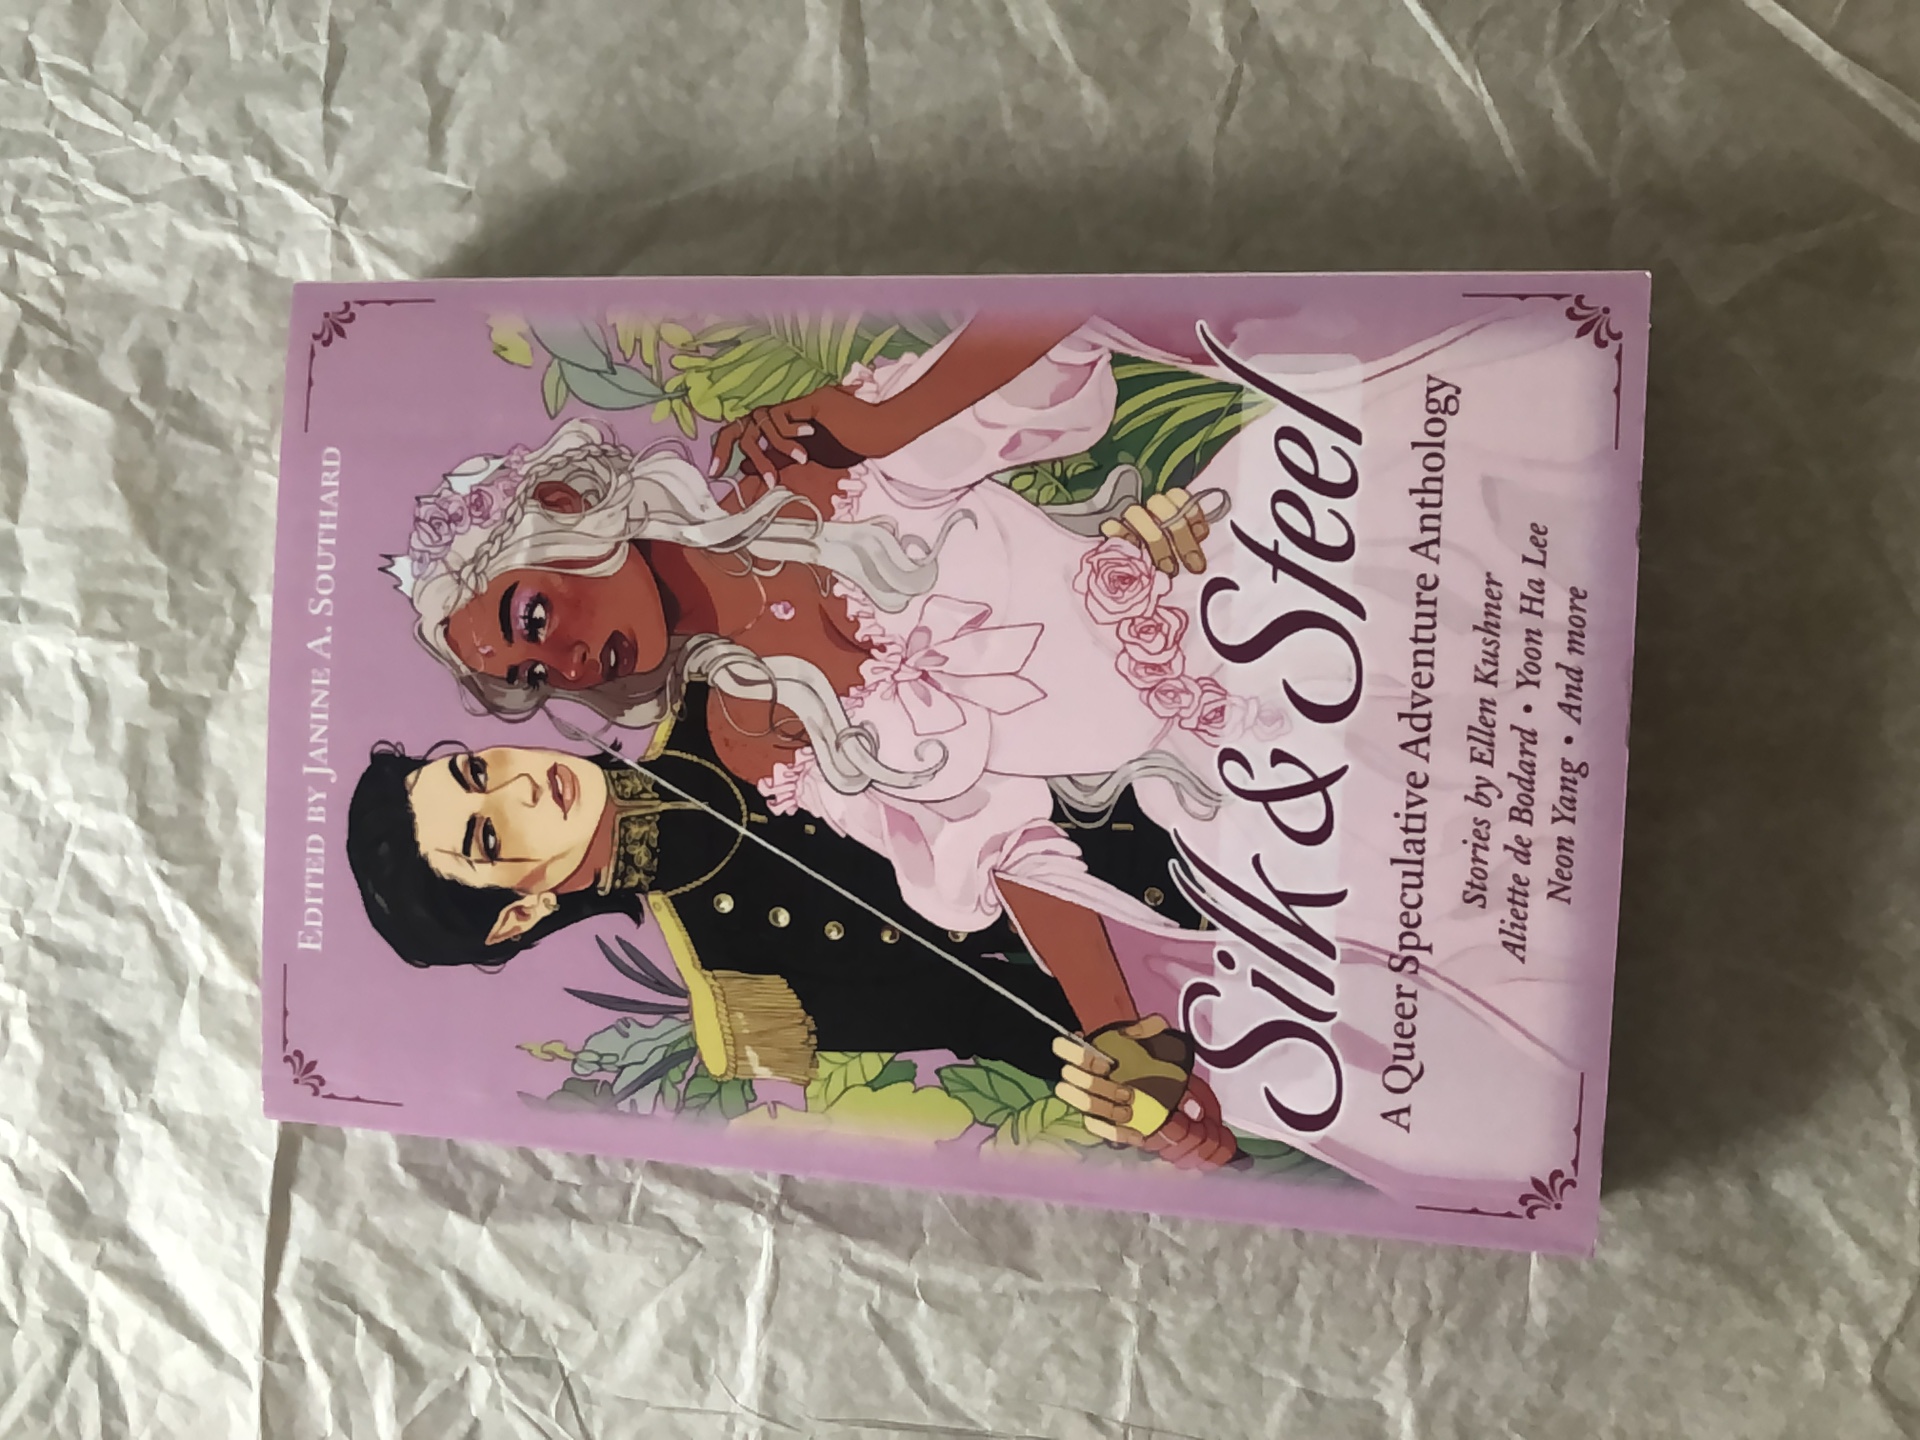 EDITED BY JANINE A. SOUTHARD
Silk & Steel
A Queer Speculative Adventure Anthology
Stories by Ellen Kushner
Aliette de Bodard • Yoon Ha Lee
Neon Yang • And more